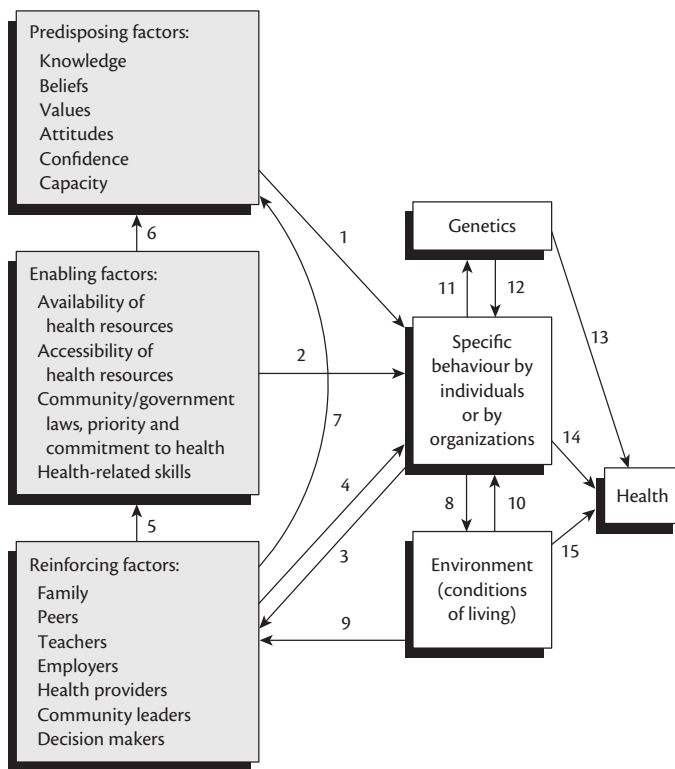 Predisposing factors:
Knowledge
Beliefs
Values
Attitudes
Confidence
Capacity
6
Enabling factors:
Availability of
health resources
Accessibility of
health resources
Community/government
laws, priority and
commitment to health
Health-related skills
5
Reinforcing factors:
Family
Peers
Teachers
Employers
Health providers
Community leaders
Decision makers
1
2
7
4
3
9
Genetics
11
12
13
Specific
behaviour by
individuals
or by
organizations
14
8
10
15
Environment
(conditions
of living)
Health